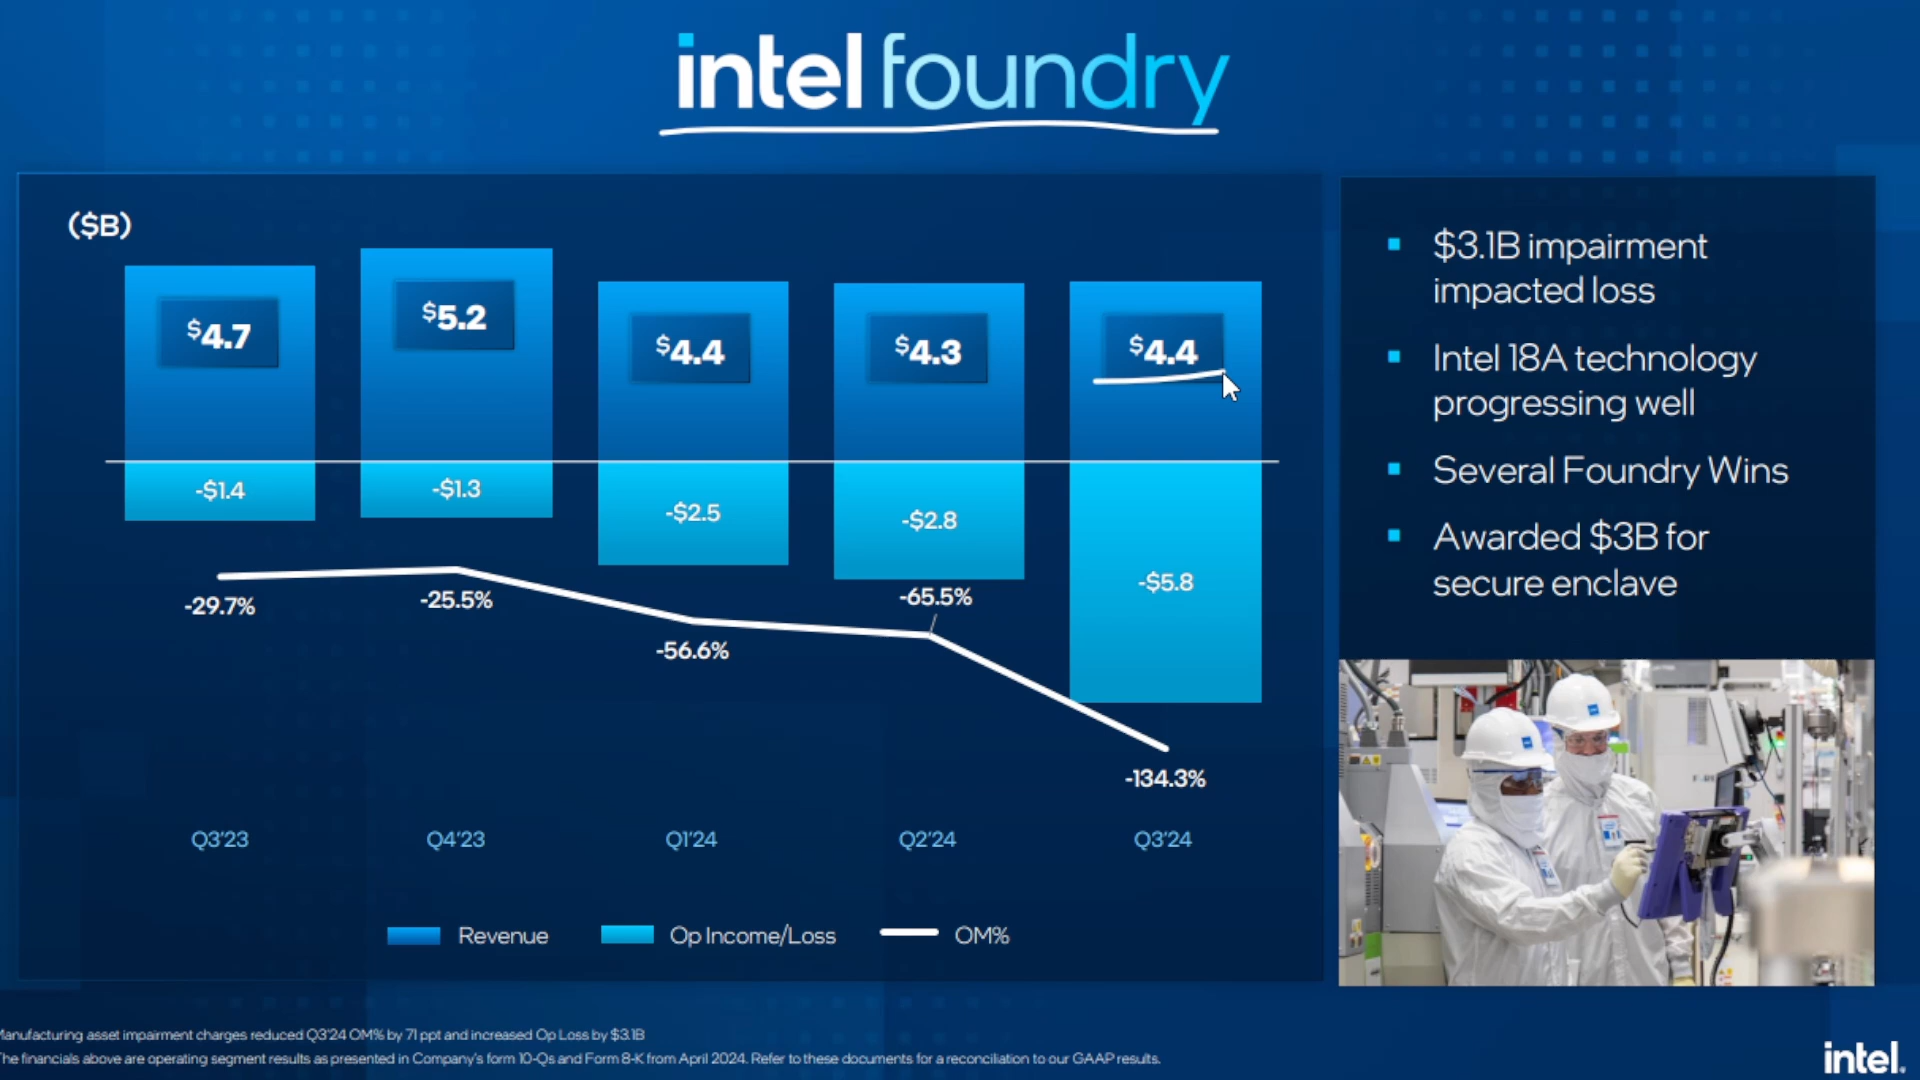 intel foundry
($B)
$4.7
$5.2
$4.4
$4.3
$4.4
-$1.4
-$1.3
-$2.5
-$2.8
-$5.8
-29.7%
-25.5%
-56.6%
-65.5%
-134.3%
Q3'23
Q4'23
Q1'24
Q2'24
Q3'24
Revenue
Op Income/Loss
OM%
$3.1B impairment
impacted loss
Intel 18A technology
progressing well
Several Foundry Wins
Awarded $3B for
secure enclave
Manufacturing asset impairment charges reduced Q3'24 OM% by 71 ppt and increased Op Loss by $3.1B
The financials above are operating segment results as presented in Company's form 10-Qs and Form 8-K from April 2024. Refer to these documents for a reconciliation to our GAAP results.
intel.